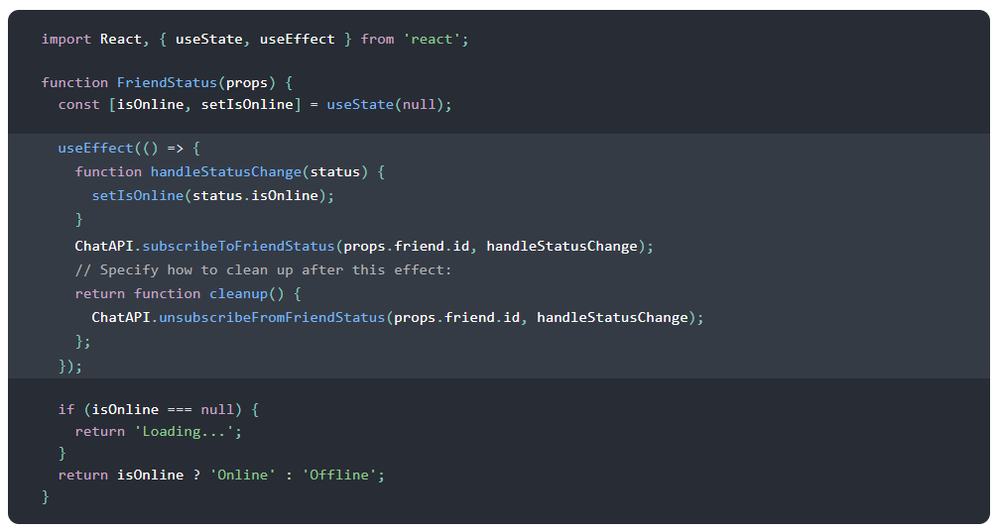 import React, { useState, useEffect } from 'react';
function FriendStatus(props) {
const [isOnline, setIsOnline] = useState(null);
useEffect(() => {
function handleStatusChange(status) {
setIsOnline(status.isOnline);
}
ChatAPI.subscribeToFriendStatus(props.friend.id, handleStatusChange);
// Specify how to clean up after this effect:
return function cleanup() {
ChatAPI.unsubscribeFromFriendStatus(props.friend.id, handleStatusChange);
};
});
if (isOnline === null) {
return 'Loading...';
}
return isOnline ? 'Online' : 'Offline';
}